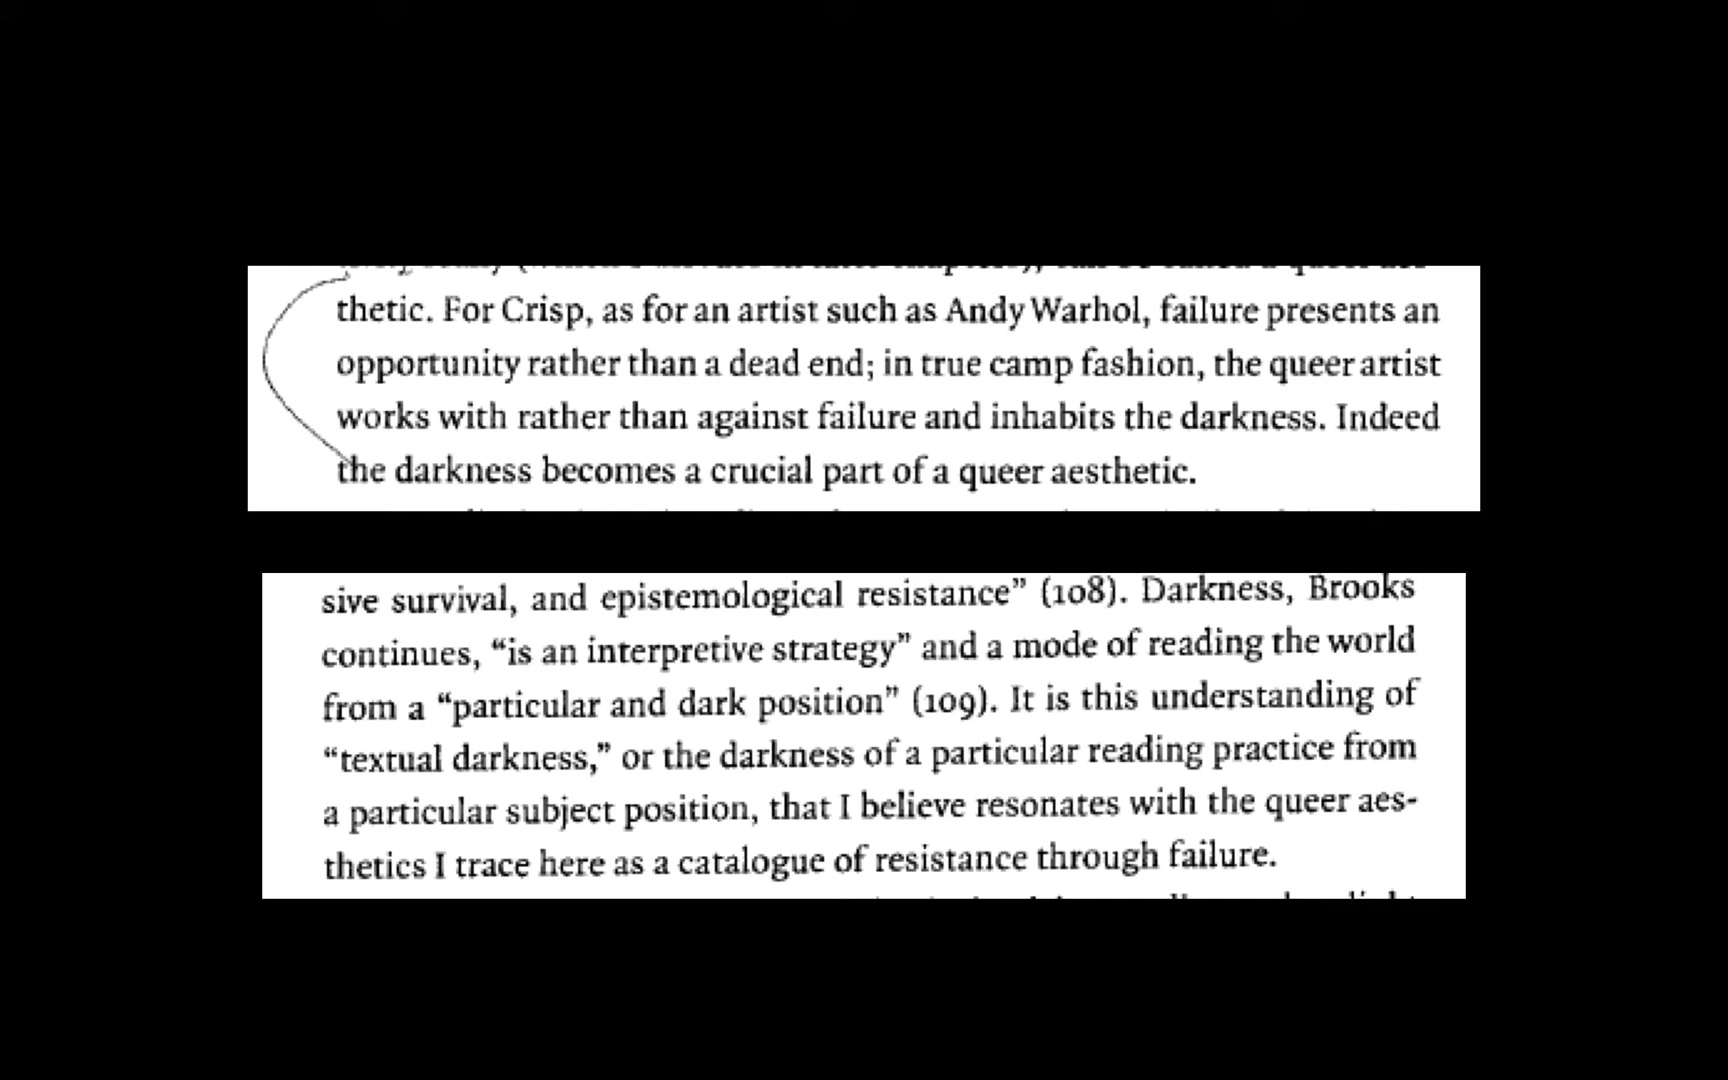 thetic. For Crisp, as for an artist such as Andy Warhol, failure presents an
opportunity rather than a dead end; in true camp fashion, the queer artist
works with rather than against failure and inhabits the darkness. Indeed
the darkness becomes a crucial part of a queer aesthetic.
sive survival, and epistemological resistance” (108). Darkness, Brooks
continues, “is an interpretive strategy” and a mode of reading the world
from a “particular and dark position” (109). It is this understanding of
“textual darkness,” or the darkness of a particular reading practice from
a particular subject position, that I believe resonates with the queer aes-
thetics I trace here as a catalogue of resistance through failure.